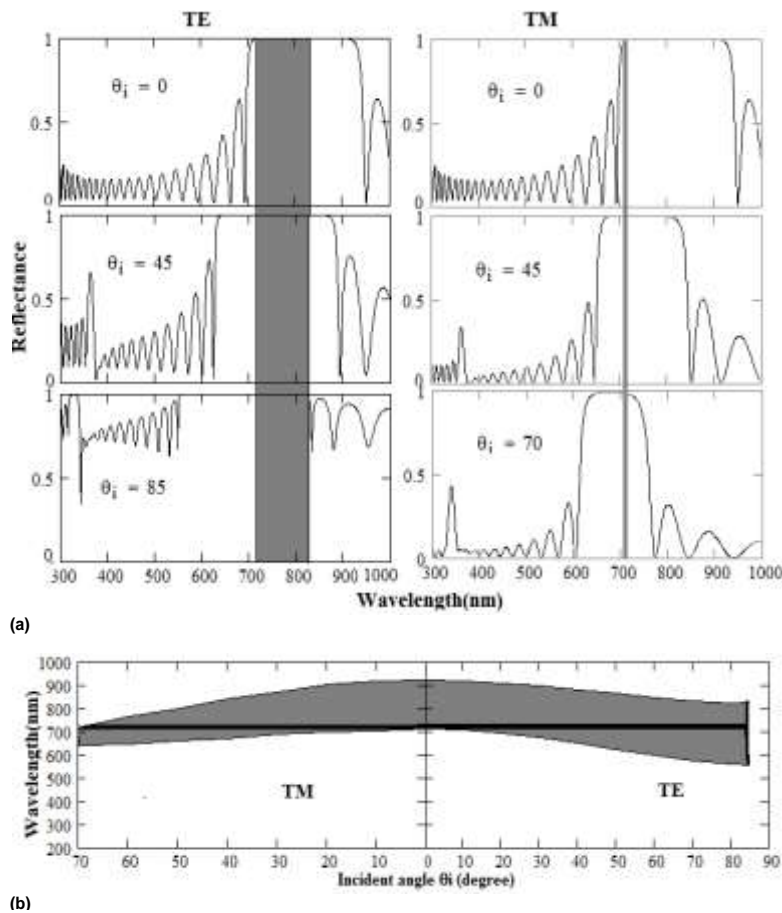 TE TM
1 1
θi = 0 θi = 0
0.5 0.5
0 0
1 1
θi = 45 θi = 45
Reflectance 0.5 0.5
0 0
1 1
0.5 θi = 85 0.5 θi = 70
0 0
300 400 500 600 700 800 900 1000 300 400 500 600 700 800 900 1000
Wavelength(nm)
(a)
1000
900
800
700
600
500
400
300
200
Wavelength(nm)
TM TE
70 60 50 40 30 20 10 0 10 20 30 40 50 60 70 80 90
Incident angle θi (degree)
(b)